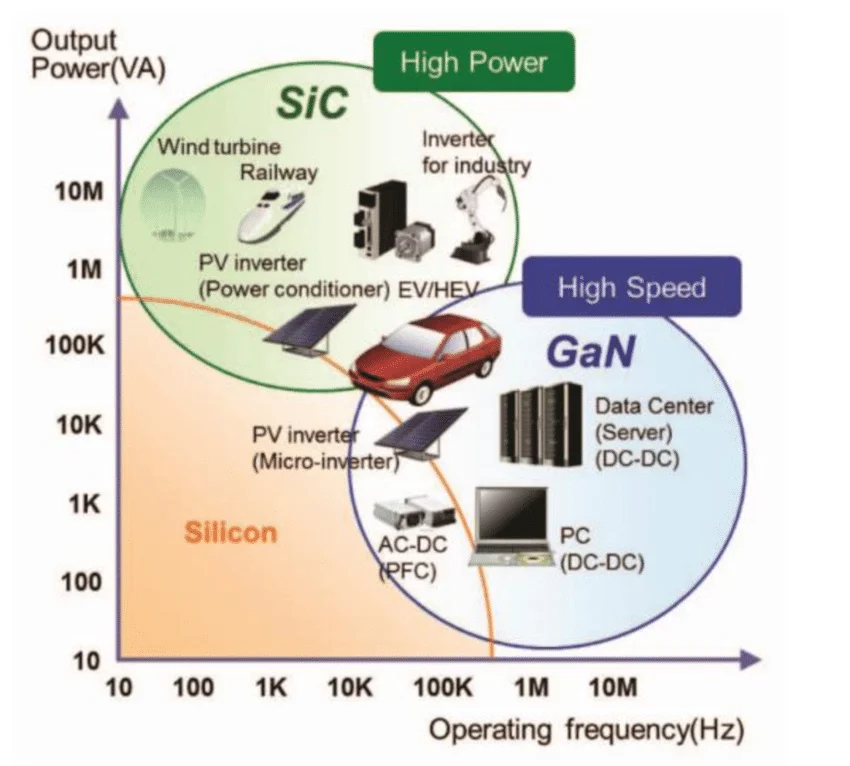 Output
Power(VA)
High Power
SiC
Wind turbine
Railway
Inverter
for industry
10M
PV inverter
(Power conditioner) EV/HEV
1M
High Speed
100K
GaN
10K
Data Center
(Server)
(DC-DC)
PV inverter
(Micro-inverter)
1K
Silicon
AC-DC
(PFC)
PC
(DC-DC)
100
10
10 100 1K 10K 100K 1M 10M
Operating frequency(Hz)